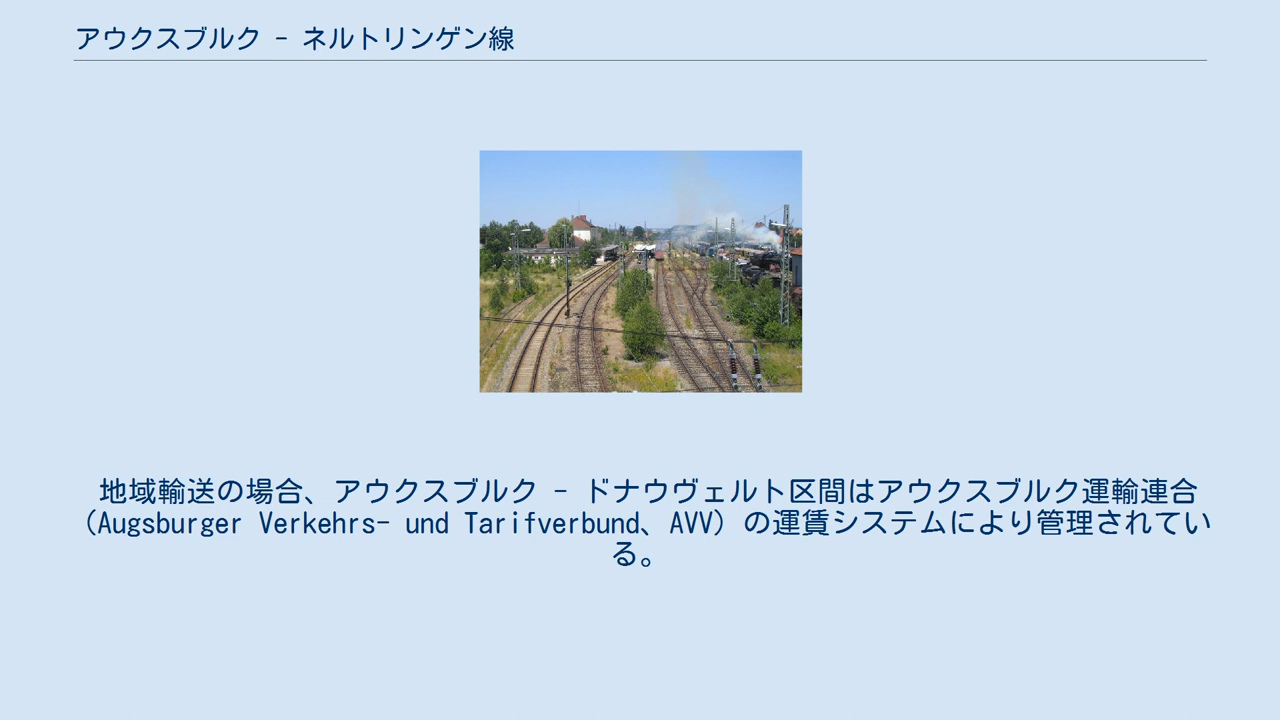 アウクスブルク - ネルトリンゲン線
地域輸送の場合、アウクスブルク - ドナウヴェルト区間はアウクスブルク運輸連合
（Augsburger Verkehrs- und Tarifverbund、AVV）の運賃システムにより管理されてい
る。